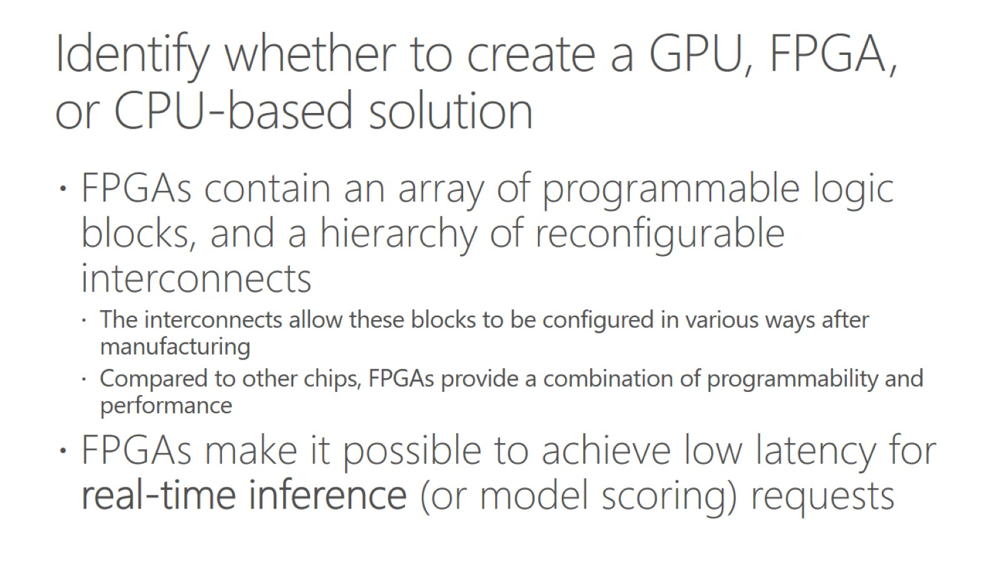 Identify whether to create a GPU, FPGA,
or CPU-based solution
· FPGAs contain an array of programmable logic
blocks, and a hierarchy of reconfigurable
interconnects
· The interconnects allow these blocks to be configured in various ways after
manufacturing
· Compared to other chips, FPGAs provide a combination of programmability and
performance
· FPGAs make it possible to achieve low latency for
real-time inference (or model scoring) requests